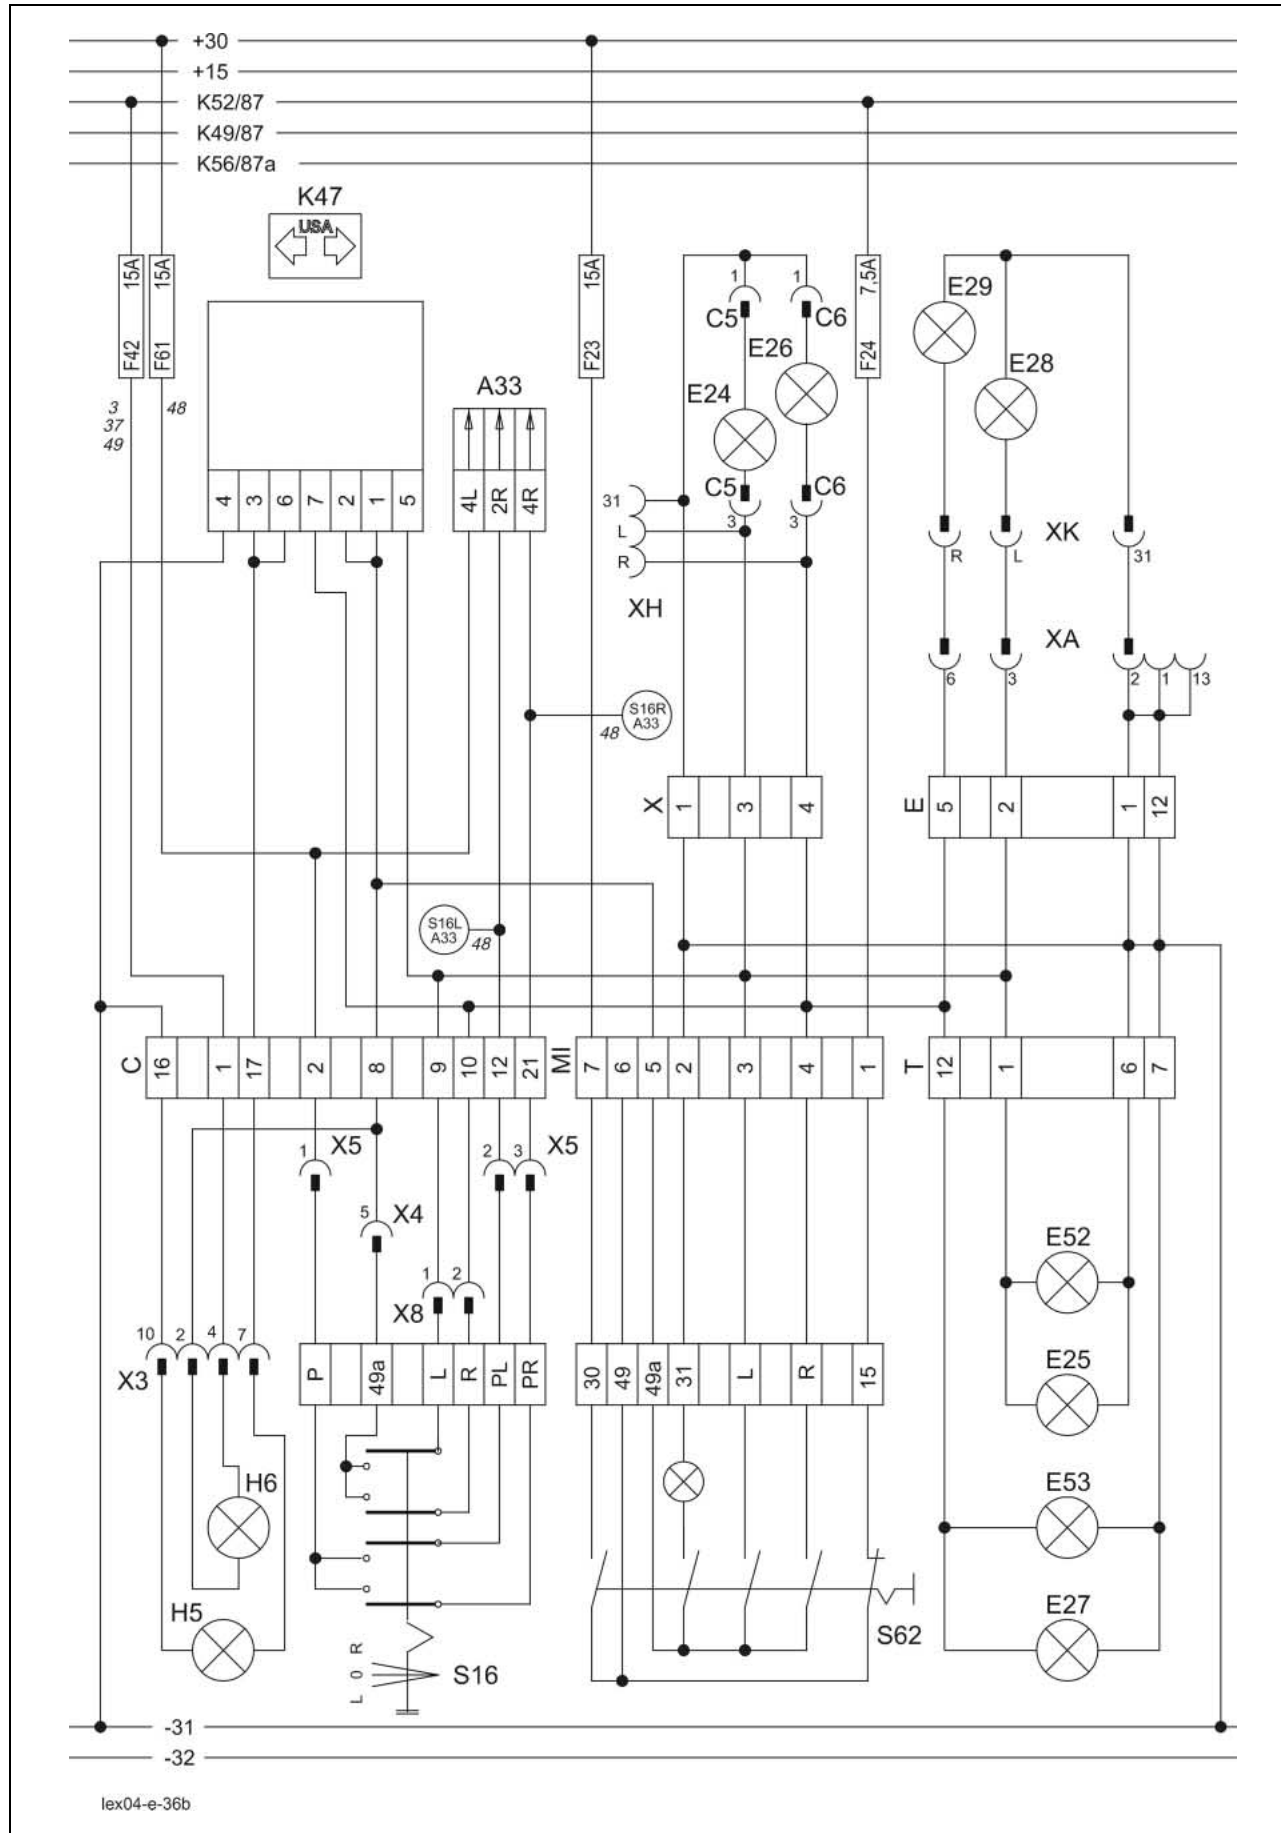 +30
+15
K52/87
K49/87
K56/87a
K47
USA
15A
F42
15A
F61
15A
F23
7,5A
F24
3
37
49
48
1
1
C5
C6
E26
E24
E29
E28
A33
C5
C6
3
3
4
3
6
7
2
1
5
4L
2R
4R
31
L
R
XH
R
L
XK
31
XA
6
3
2
1
13
S16R
A33
48
X
1
3
4
E
5
2
1
12
S16L
A33
48
C
16
1
17
2
8
9
10
12
21
MI
7
6
5
2
3
4
1
T
12
1
6
7
1
X5
2
3
X5
5
X4
1
2
X8
10
2
4
7
X3
P
49a
L
R
PL
PR
30
49
49a
31
L
R
15
E52
E25
E53
E27
H6
H5
L 0 R
S16
S62
-31
-32
lex04-e-36b